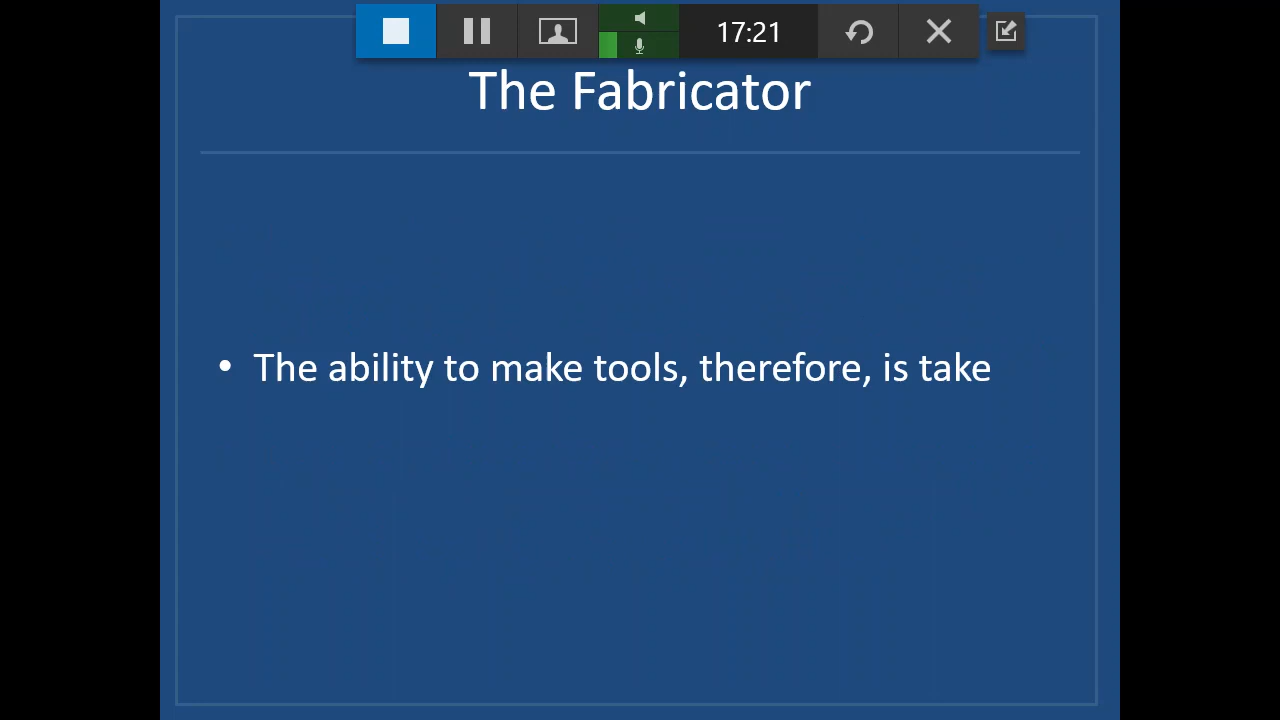 17:21
The Fabricator
• The ability to make tools, therefore, is take